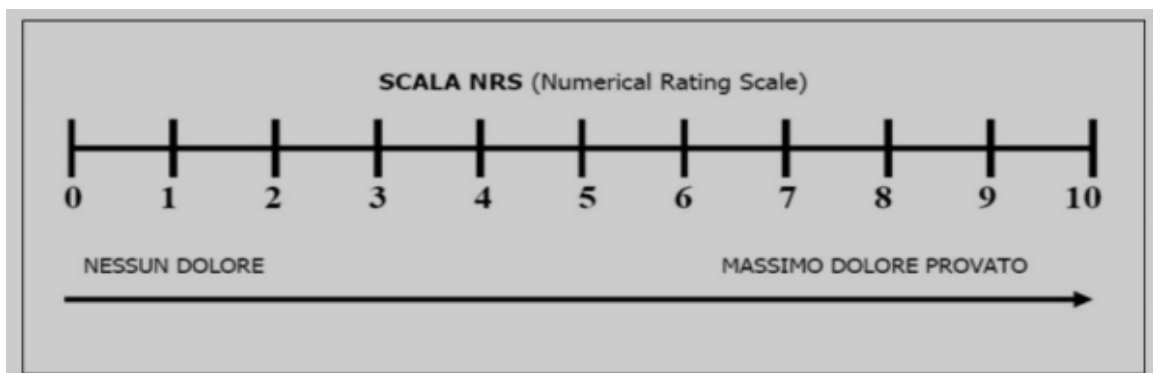 SCALA NRS (Numerical Rating Scale)
0 1 2 3 4 5 6 7 8 9 10
NESSUN DOLORE MASSIMO DOLORE PROVATO